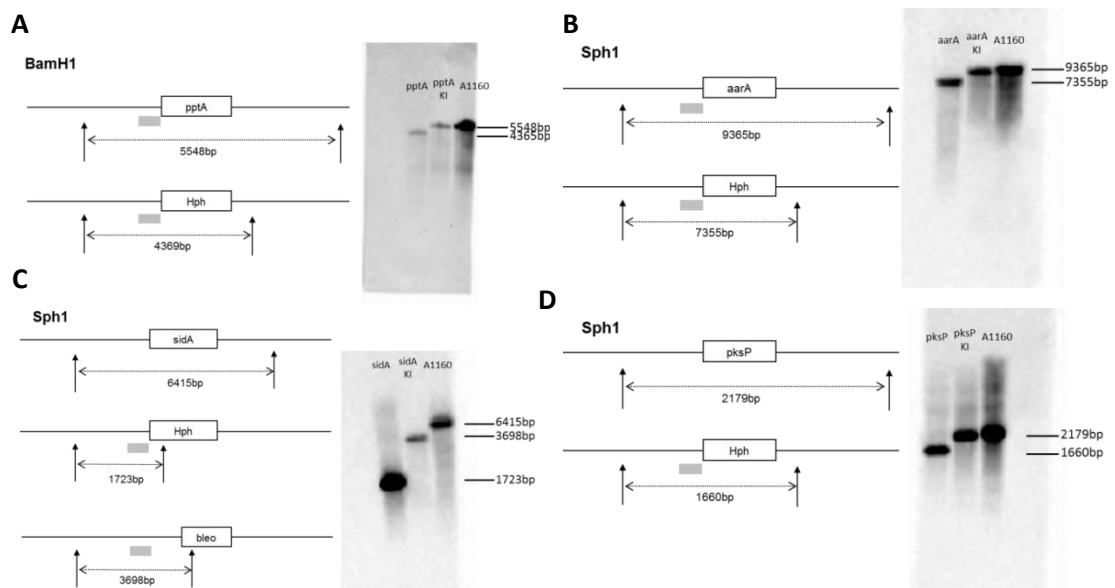 A
BamH1
pptA
5548bp
Hph
4369bp
pptA
pptA
KI
A1160
5548bp
4365bp
B
Sph1
aarA
9365bp
Hph
7355bp
aarA
aarA
KI
A1160
9365bp
7355bp
C
Sph1
sidA
6415bp
Hph
1723bp
bleo
3698bp
sidA
sidA
KI
A1160
6415bp
3698bp
1723bp
D
Sph1
pksP
2179bp
Hph
1660bp
pksP
pksP
KI
A1160
2179bp
1660bp